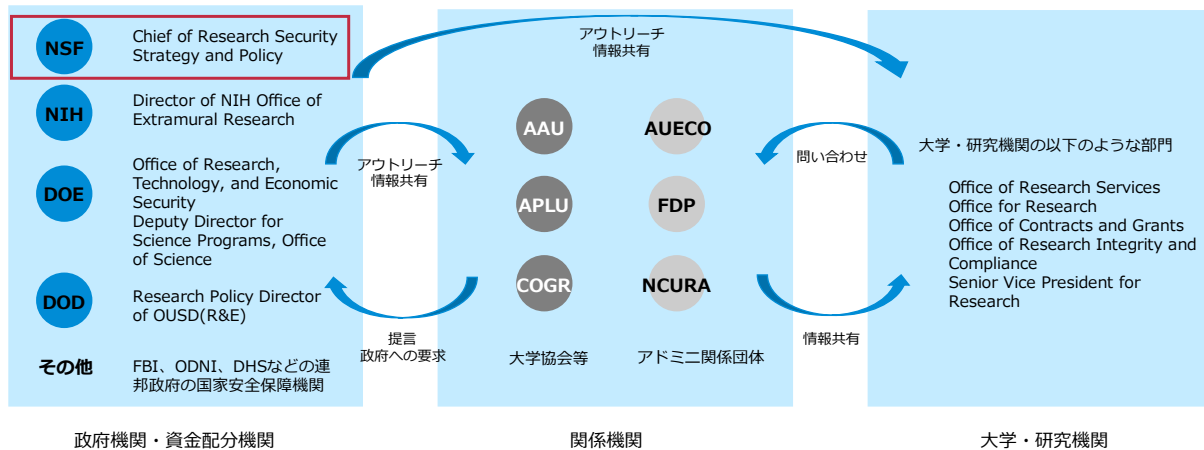 NSF
Chief of Research Security
Strategy and Policy
NIH
Director of NIH Office of
Extramural Research
DOE
Office of Research,
Technology, and Economic
Security
Deputy Director for
Science Programs, Office
of Science
DOD
Research Policy Director
of OUSD(R&E)
その他
FBI、ODNI、DHSなどの連
邦政府の国家安全保障機関
アウトリーチ
情報共有
アウトリーチ
情報共有
提言
政府への要求
AAU
AUECO
APLU
FDP
COGR
NCURA
大学協会等
アドミニ関係団体
問い合わせ
情報共有
大学・研究機関の以下のような部門
Office of Research Services
Office for Research
Office of Contracts and Grants
Office of Research Integrity and
Compliance
Senior Vice President for
Research
政府機関・資金配分機関
関係機関
大学・研究機関